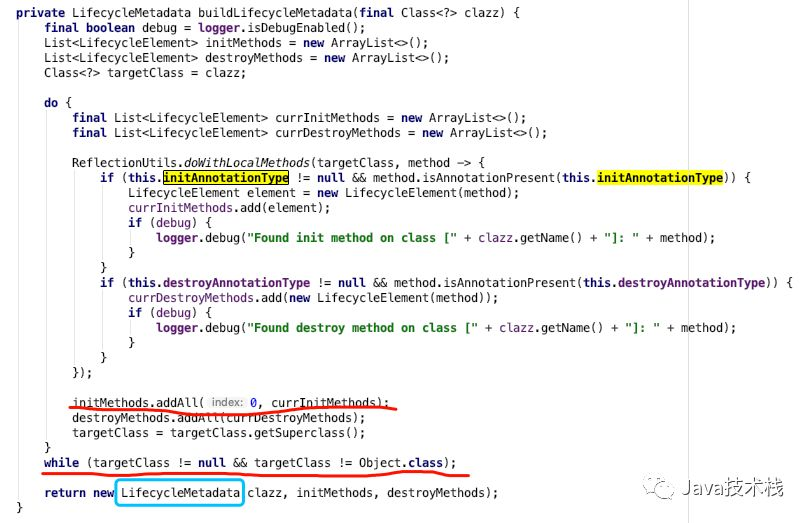 private LifecycleMetadata buildLifecycleMetadata(final Class<?> clazz) {
    final boolean debug = logger.isDebugEnabled();
    List<LifecycleElement> initMethods = new ArrayList<>();
    List<LifecycleElement> destroyMethods = new ArrayList<>();
    Class<?> targetClass = clazz;

    do {
        final List<LifecycleElement> currInitMethods = new ArrayList<>();
        final List<LifecycleElement> currDestroyMethods = new ArrayList<>();

        ReflectionUtils.doWithLocalMethods(targetClass, method -> {
            if (this.initAnnotationType != null && method.isAnnotationPresent(this.initAnnotationType)) {
                LifecycleElement element = new LifecycleElement(method);
                currInitMethods.add(element);
                if (debug) {
                    logger.debug("Found init method on class [" + clazz.getName() + "]: " + method);
                }
            }
            if (this.destroyAnnotationType != null && method.isAnnotationPresent(this.destroyAnnotationType)) {
                currDestroyMethods.add(new LifecycleElement(method));
                if (debug) {
                    logger.debug("Found destroy method on class [" + clazz.getName() + "]: " + method);
                }
            }
        });

        initMethods.addAll( index: 0, currInitMethods);
        destroyMethods.addAll(currDestroyMethods);
        targetClass = targetClass.getSuperclass();
    }
    while (targetClass != null && targetClass != Object.class);

    return new LifecycleMetadata(clazz, initMethods, destroyMethods);
}
Java技术栈